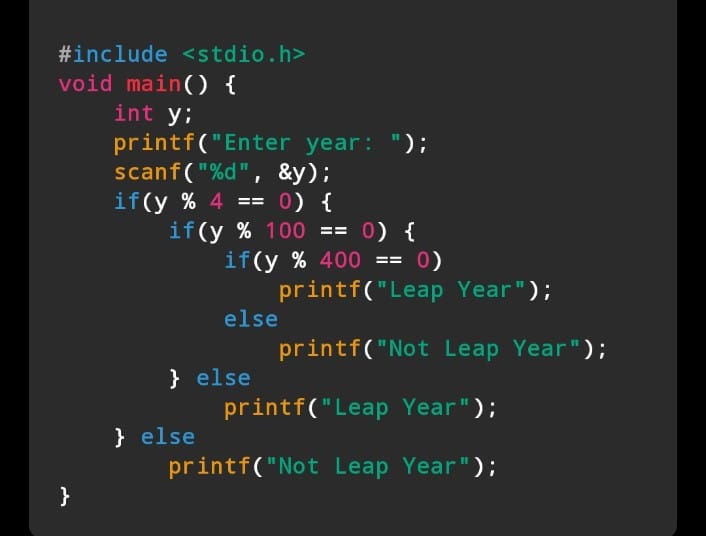 #include <stdio.h>
void main() {
    int y;
    printf("Enter year: ");
    scanf("%d", &y);
    if(y % 4 == 0) {
        if(y % 100 == 0) {
            if(y % 400 == 0)
                printf("Leap Year");
            else
                printf("Not Leap Year");
        } else
            printf("Leap Year");
    } else
        printf("Not Leap Year");
}